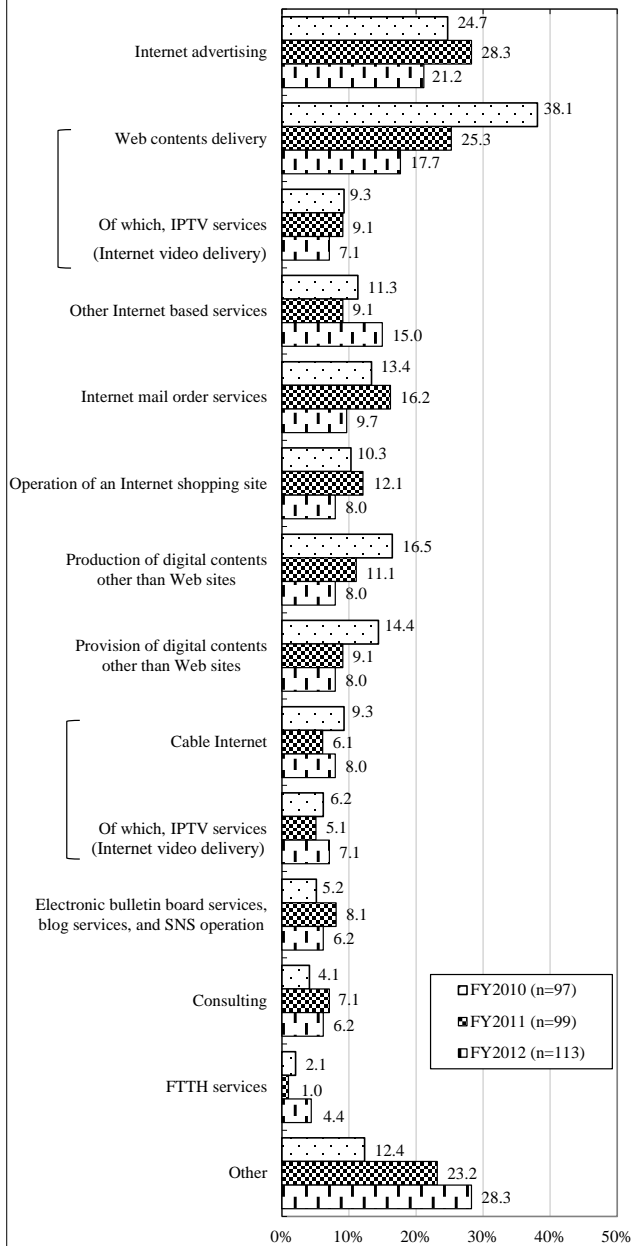 Internet advertising
24.7
28.3
21.2
Web contents delivery
38.1
25.3
17.7
Of which, IPTV services
(Internet video delivery)
9.3
9.1
7.1
Other Internet based services
11.3
9.1
15.0
Internet mail order services
13.4
16.2
9.7
Operation of an Internet shopping site
10.3
12.1
8.0
Production of digital contents
other than Web sites
16.5
11.1
8.0
Provision of digital contents
other than Web sites
14.4
9.1
8.0
Cable Internet
9.3
6.1
8.0
Of which, IPTV services
(Internet video delivery)
6.2
5.1
7.1
Electronic bulletin board services,
blog services, and SNS operation
5.2
8.1
6.2
Consulting
4.1
7.1
6.2
FTTH services
2.1
1.0
4.4
Other
12.4
23.2
28.3
FY2010 (n=97)
FY2011 (n=99)
FY2012 (n=113)
0% 10% 20% 30% 40% 50%